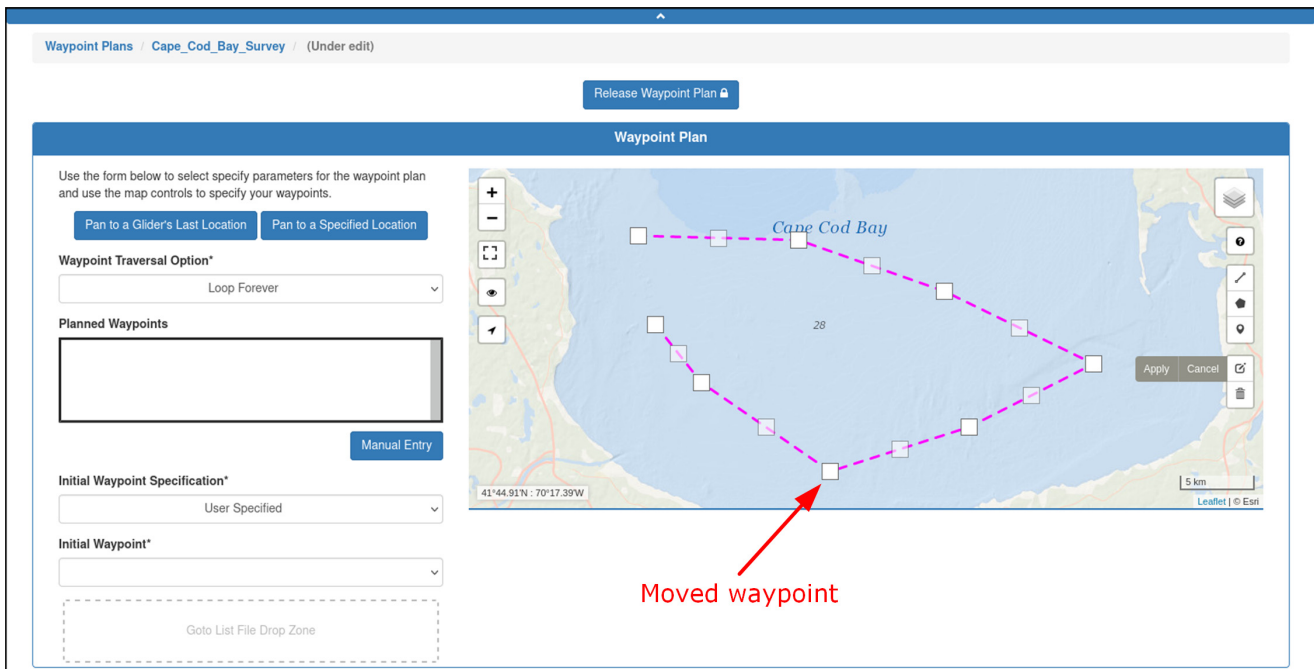 Waypoint Plans / Cape_Cod_Bay_Survey / (Under edit)
Release Waypoint Plan
Waypoint Plan
Use the form below to select specify parameters for the waypoint plan
and use the map controls to specify your waypoints.
Pan to a Glider's Last Location
Pan to a Specified Location
Waypoint Traversal Option*
Loop Forever
Planned Waypoints
Manual Entry
Initial Waypoint Specification*
User Specified
Initial Waypoint*
Goto List File Drop Zone
+
−
Cape Cod Bay
28
?
Apply Cancel
41°44.91'N : 70°17.39'W
5 km
Leaflet | © Esri
Moved waypoint